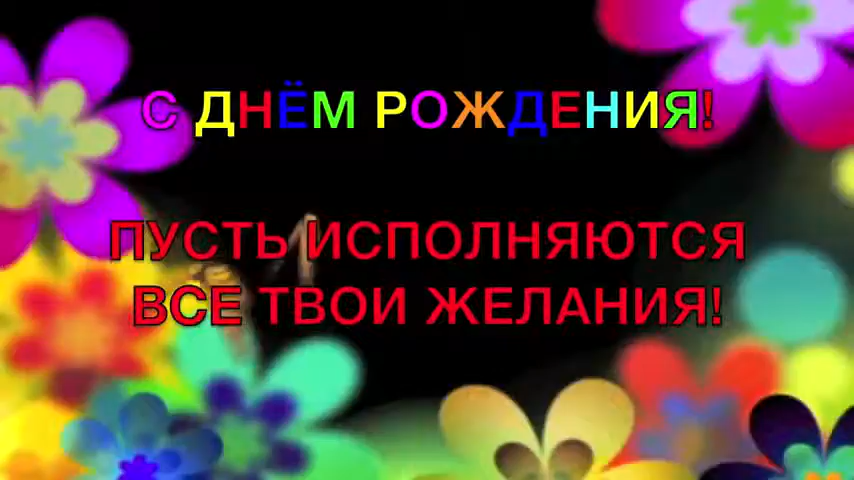 С ДНЁМ РОЖДЕНИЯ!
ПУСТЬ ИСПОЛНЯЮТСЯ
ВСЕ ТВОИ ЖЕЛАНИЯ!